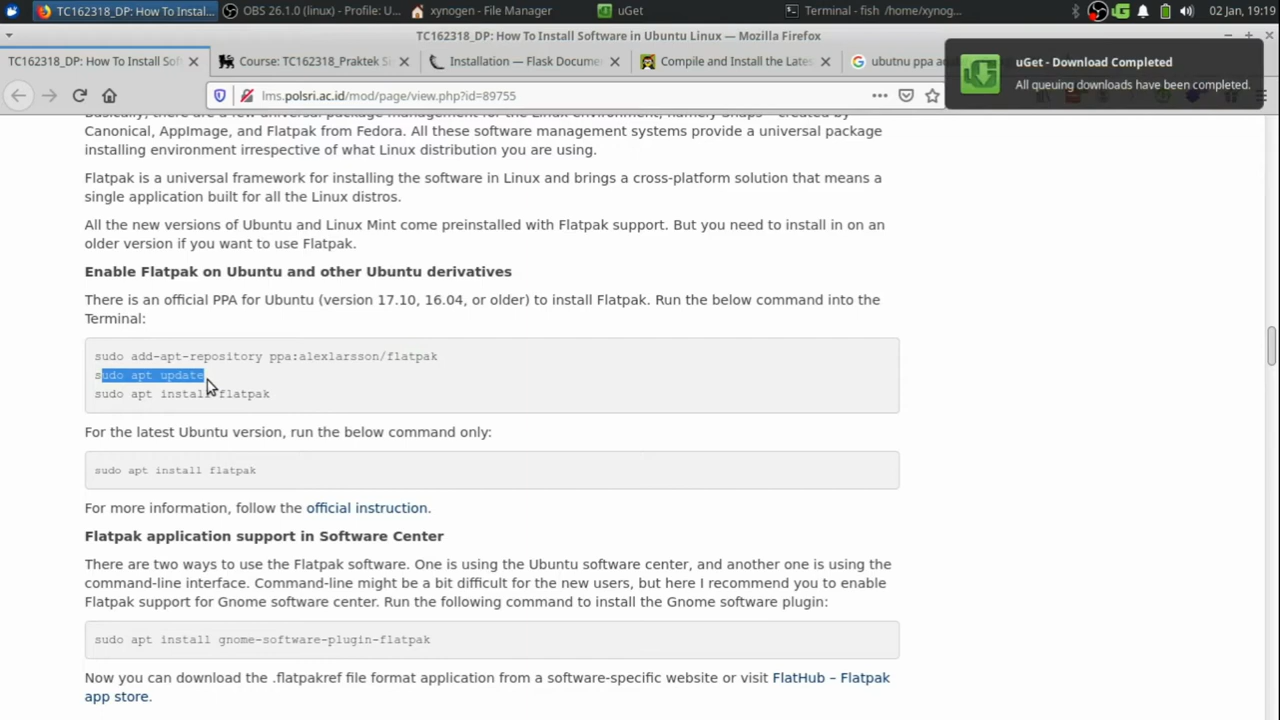 TC162318_DP: How To Instal...
OBS 26.1.0 (linux) - Profile: U...
xynogen - File Manager
uGet
Terminal - fish /home/xynog...
02 Jan, 19:19
TC162318_DP: How To Install Software in Ubuntu Linux — Mozilla Firefox
TC162318_DP: How To Install Sof
Course: TC162318_Praktek S
Installation — Flask Docume
Compile and Install the Lates
ubutnu ppa a
uGet - Download Completed
All queuing downloads have been completed.
lms.polsri.ac.id/mod/page/view.php?id=89755
Canonical, AppImage, and Flatpak from Fedora. All these software management systems provide a universal package
installing environment irrespective of what Linux distribution you are using.
Flatpak is a universal framework for installing the software in Linux and brings a cross-platform solution that means a
single application built for all the Linux distros.
All the new versions of Ubuntu and Linux Mint come preinstalled with Flatpak support. But you need to install in on an
older version if you want to use Flatpak.
Enable Flatpak on Ubuntu and other Ubuntu derivatives
There is an official PPA for Ubuntu (version 17.10, 16.04, or older) to install Flatpak. Run the below command into the
Terminal:
sudo add-apt-repository ppa:alexlarsson/flatpak
sudo apt update
sudo apt install flatpak
For the latest Ubuntu version, run the below command only:
sudo apt install flatpak
For more information, follow the official instruction.
Flatpak application support in Software Center
There are two ways to use the Flatpak software. One is using the Ubuntu software center, and another one is using the
command-line interface. Command-line might be a bit difficult for the new users, but here I recommend you to enable
Flatpak support for Gnome software center. Run the following command to install the Gnome software plugin:
sudo apt install gnome-software-plugin-flatpak
Now you can download the .flatpakref file format application from a software-specific website or visit FlatHub – Flatpak
app store.